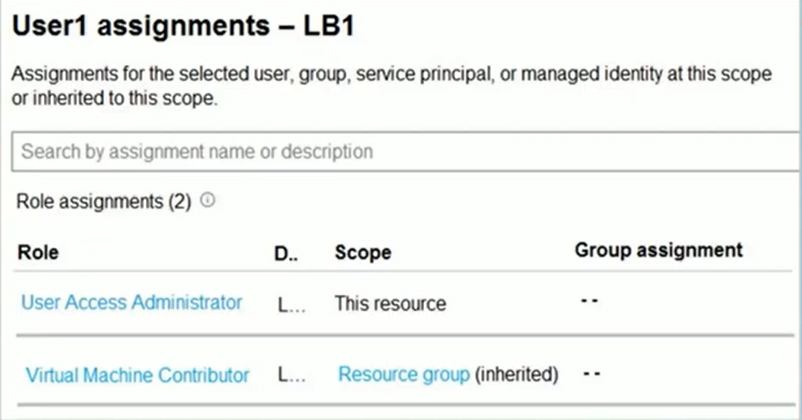 User1 assignments – LB1
Assignments for the selected user, group, service principal, or managed identity at this scope
or inherited to this scope.
Search by assignment name or description
Role assignments (2)
Role D.. Scope Group assignment
User Access Administrator L... This resource - -
Virtual Machine Contributor L... Resource group (inherited) - -